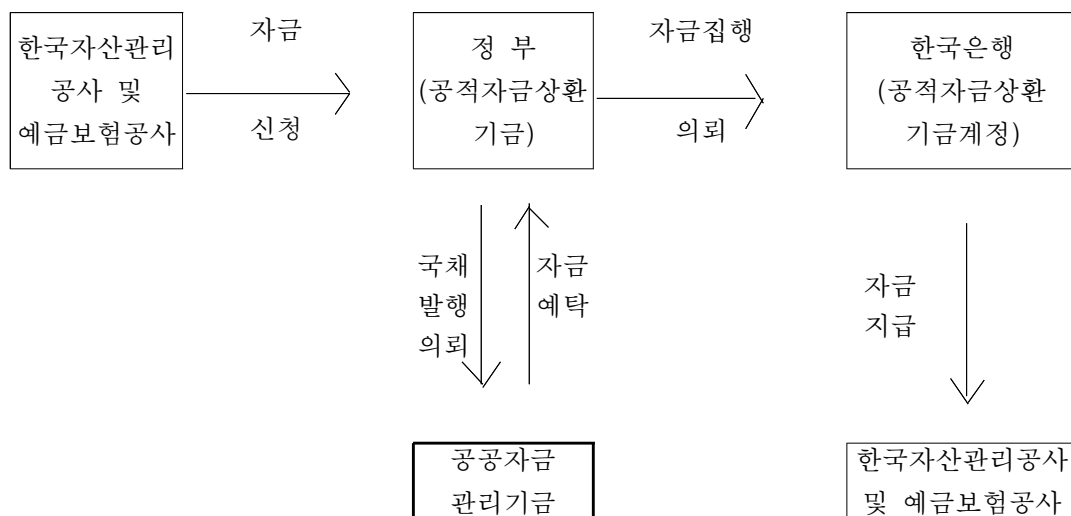 한국자산관리
공사 및
예금보험공사
자금
신청
정 부
(공적자금상환
기금)
자금집행
의뢰
한국은행
(공적자금상환
기금계정)
국채
발행
의뢰
자금
예탁
자금
지급
공공자금
관리기금
한국자산관리공사
및 예금보험공사